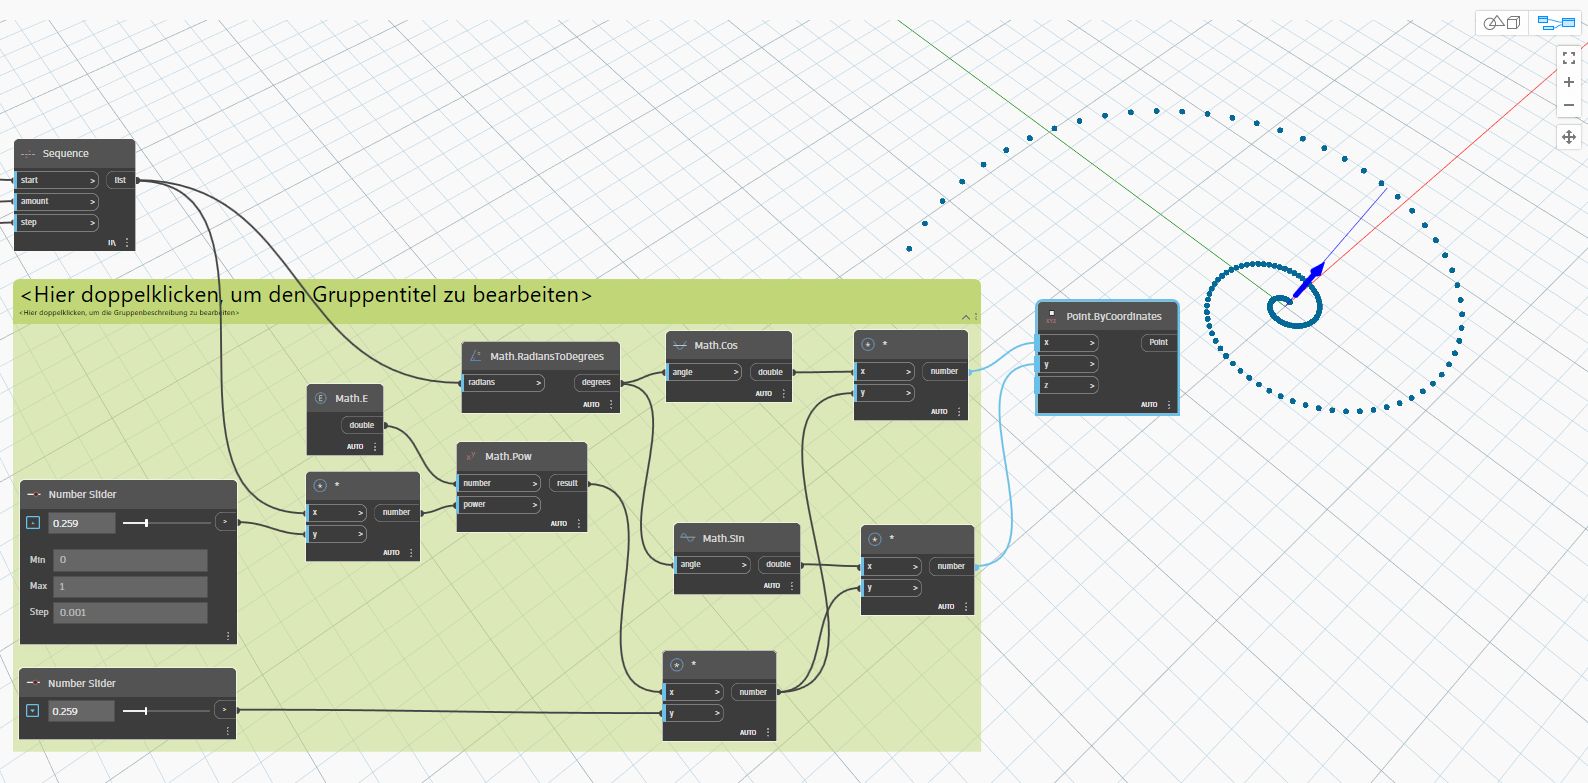 Sequence
start >
list
amount >
step >
<Hier doppelklicken, um den Gruppentitel zu bearbeiten>
<Hier doppelklicken, um die Gruppenbeschreibung zu bearbeiten>
Math.RadiansToDegrees
radians >
degrees
AUTO
Math.Cos
angle >
double
AUTO
*
x >
number
y >
AUTO
Point.ByCoordinates
x >
Point
y >
z >
AUTO
Math.E
double
AUTO
Math.Pow
number >
result
power >
AUTO
Number Slider
0.259
>
Min 0
Max 1
Step 0.001
*
x >
number
y >
AUTO
Math.Sin
angle >
double
AUTO
*
x >
number
y >
AUTO
Number Slider
0.259
>
*
x >
number
y >
AUTO